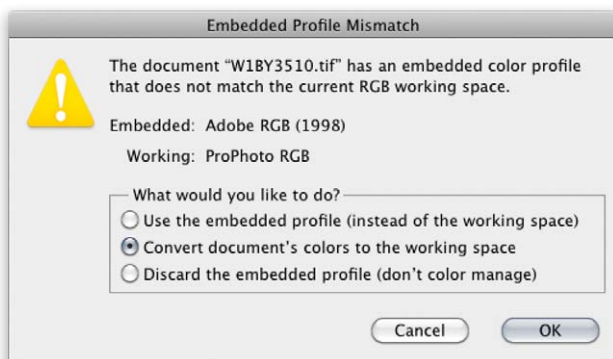 Embedded Profile Mismatch
The document “W1BY3510.tif” has an embedded color profile
that does not match the current RGB working space.
Embedded: Adobe RGB (1998)
Working: ProPhoto RGB
What would you like to do?
Use the embedded profile (instead of the working space)
Convert document’s colors to the working space
Discard the embedded profile (don’t color manage)
Cancel OK